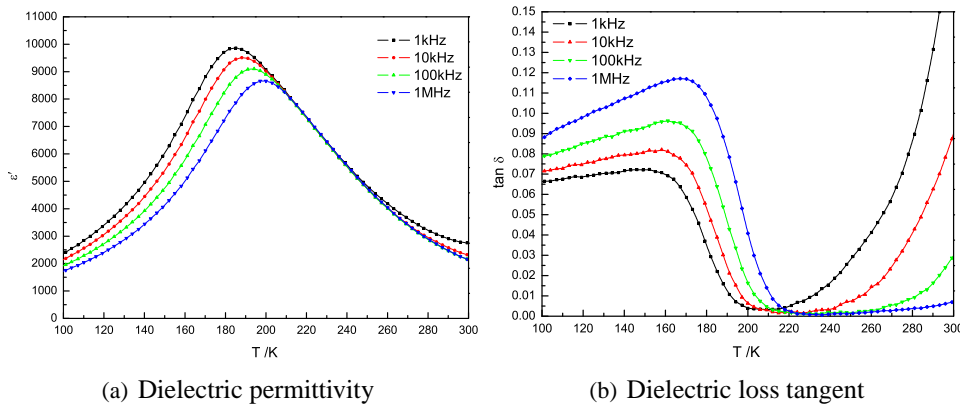 11000
10000
9000
8000
7000
6000
5000
4000
3000
2000
1000
0
ε'
1kHz
10kHz
100kHz
1MHz
100 120 140 160 180 200 220 240 260 280 300
T /K
(a) Dielectric permittivity
0.15
0.14
0.13
0.12
0.11
0.10
0.09
0.08
0.07
0.06
0.05
0.04
0.03
0.02
0.01
0.00
tan δ
1kHz
10kHz
100kHz
1MHz
100 120 140 160 180 200 220 240 260 280 300
T /K
(b) Dielectric loss tangent